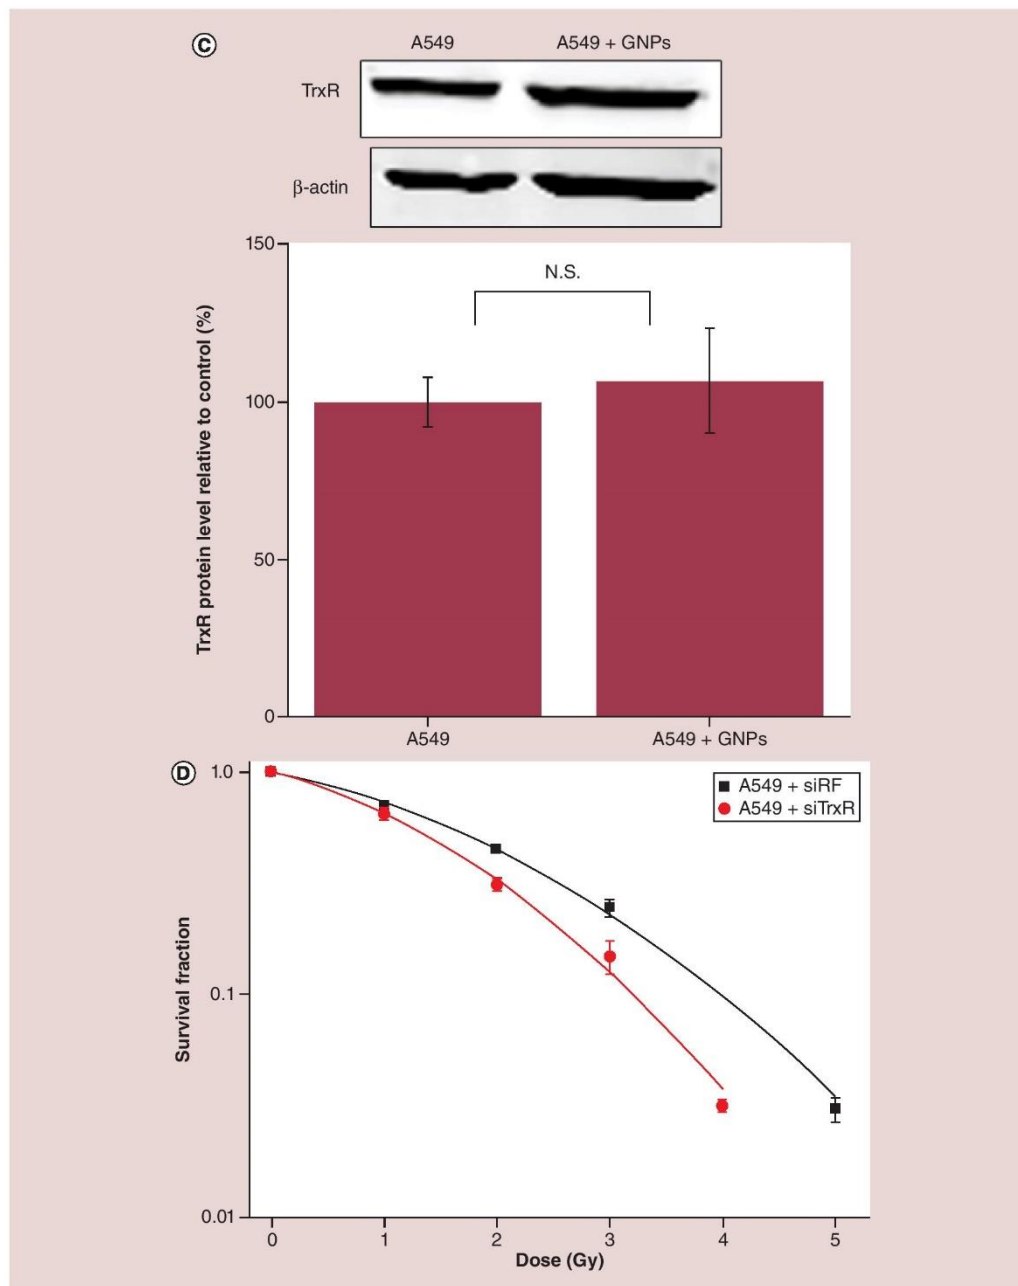 C
A549 A549 + GNPs
TrxR
β-actin
TrxR protein level relative to control (%)
150
N.S.
100
50
0
A549 A549 + GNPs
D
Survival fraction
1.0
A549 + siRF
A549 + siTrxR
0.1
0.01
0 1 2 3 4 5
Dose (Gy)